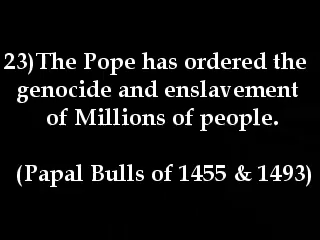 23)The Pope has ordered the
genocide and enslavement
of Millions of people.
(Papal Bulls of 1455 & 1493)